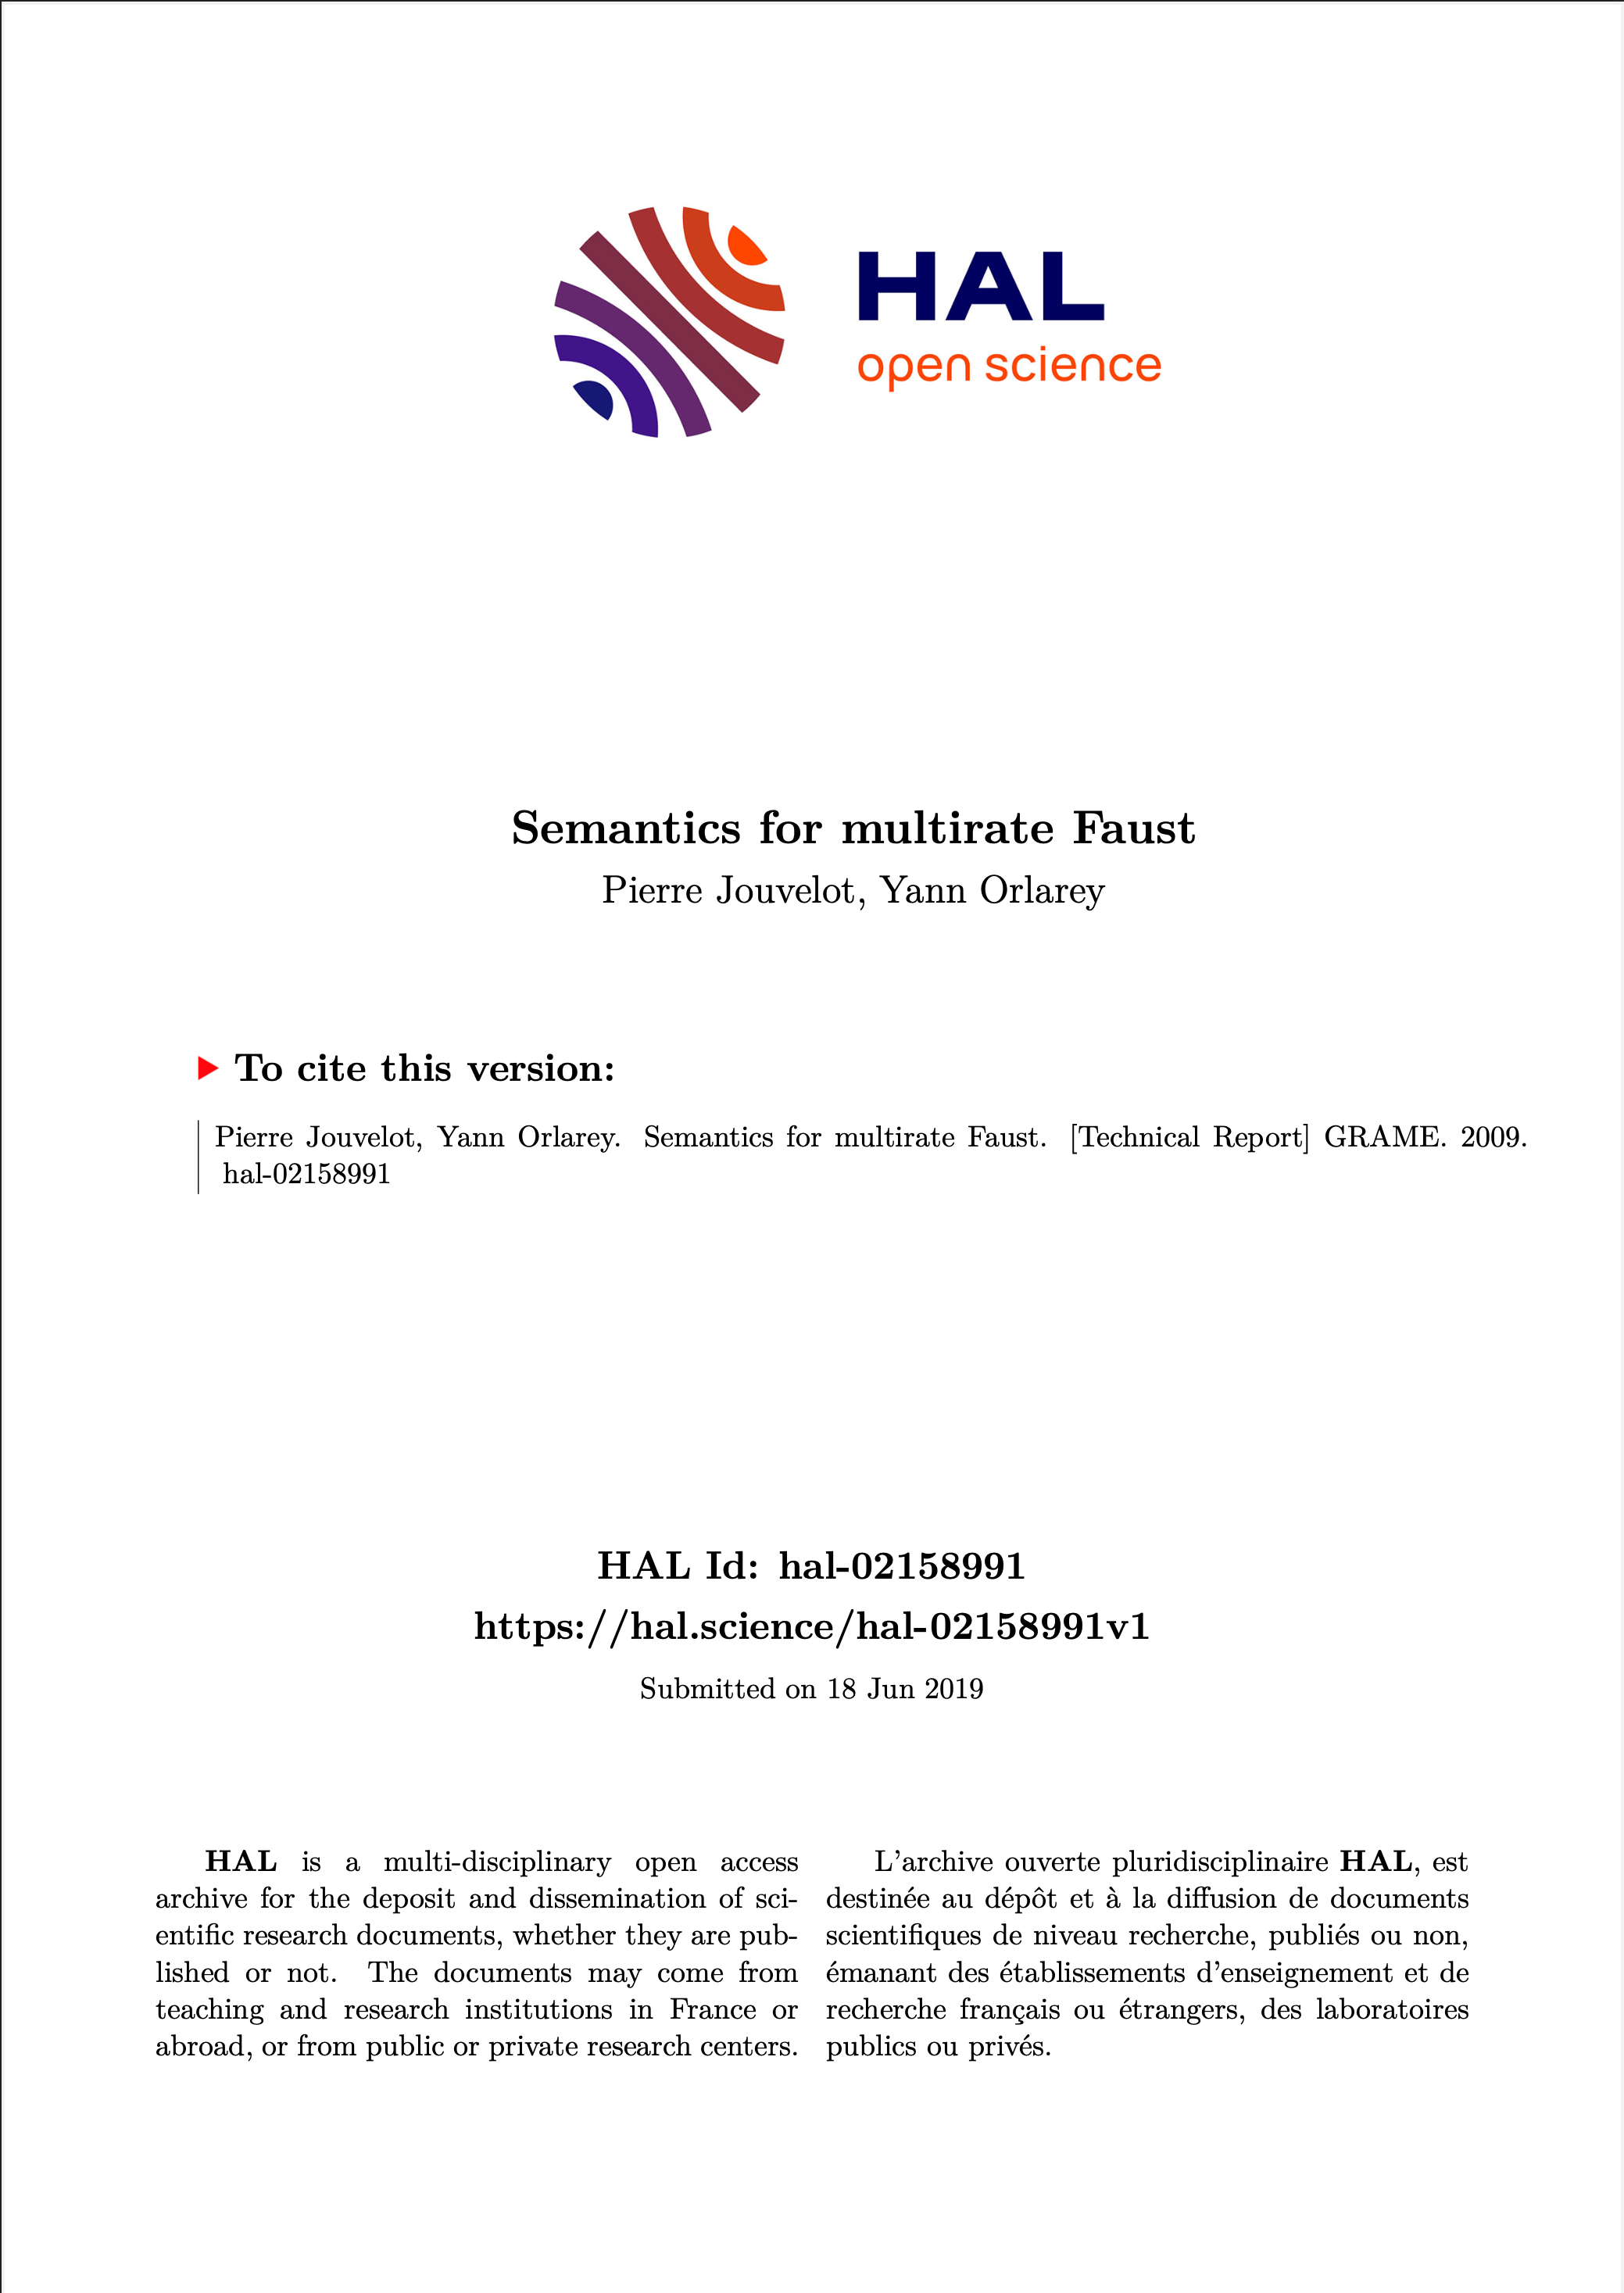 HAL
open science
Semantics for multirate Faust
Pierre Jouvelot, Yann Orlarey
To cite this version:
Pierre Jouvelot, Yann Orlarey. Semantics for multirate Faust. [Technical Report] GRAME. 2009.
hal-02158991
HAL Id: hal-02158991
https://hal.science/hal-02158991v1
Submitted on 18 Jun 2019
HAL is a multi-disciplinary open access
archive for the deposit and dissemination of sci-
entific research documents, whether they are pub-
lished or not. The documents may come from
teaching and research institutions in France or
abroad, or from public or private research centers.
L'archive ouverte pluridisciplinaire HAL, est
destinée au dépôt et à la diffusion de documents
scientifiques de niveau recherche, publiés ou non,
émanant des établissements d'enseignement et de
recherche français ou étrangers, des laboratoires
publics ou privés.